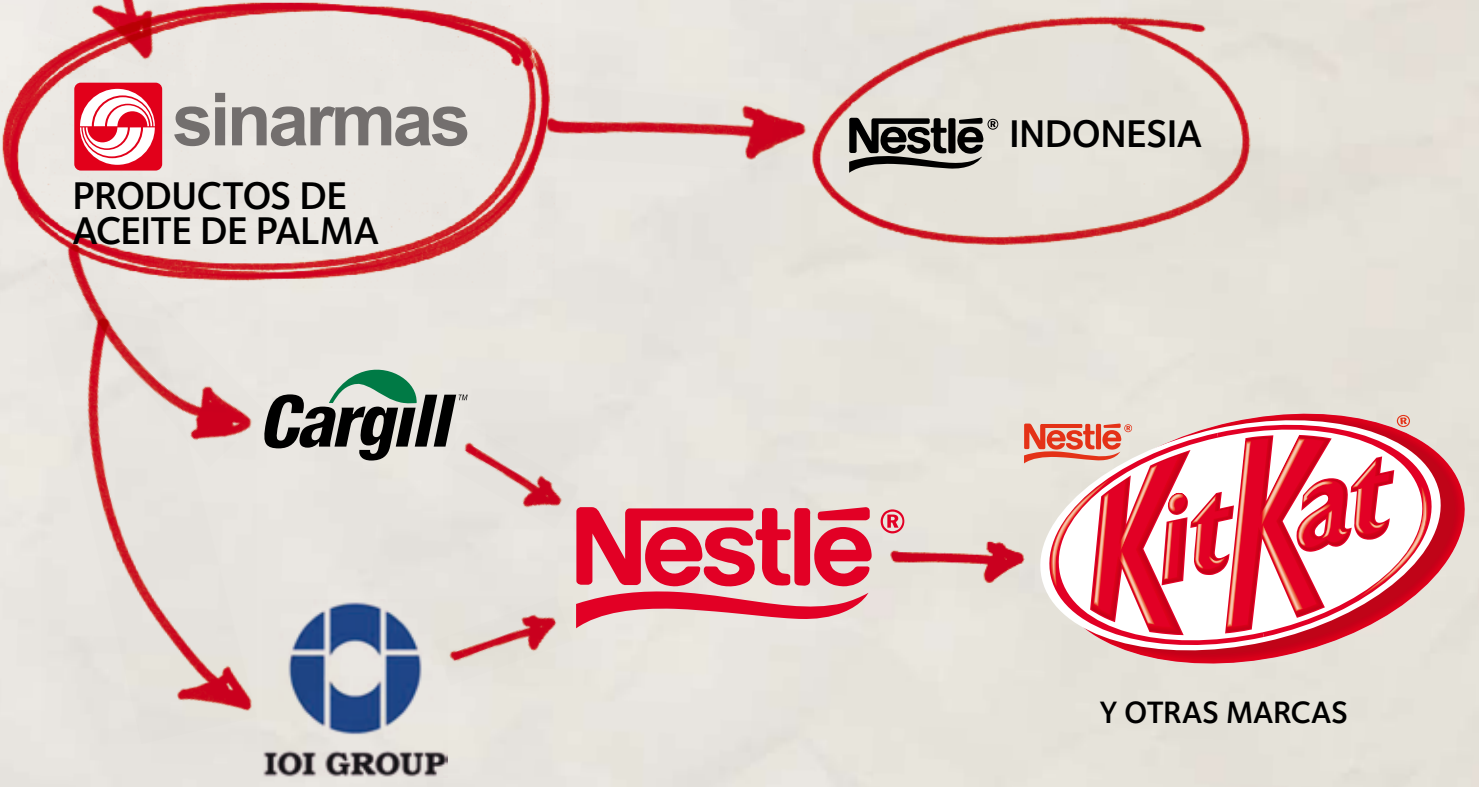 sinarmas
PRODUCTOS DE
ACEITE DE PALMA
Nestlé® INDONESIA
Cargill™
Nestlé®
Nestlé®
KitKat®
Y OTRAS MARCAS
IOI GROUP